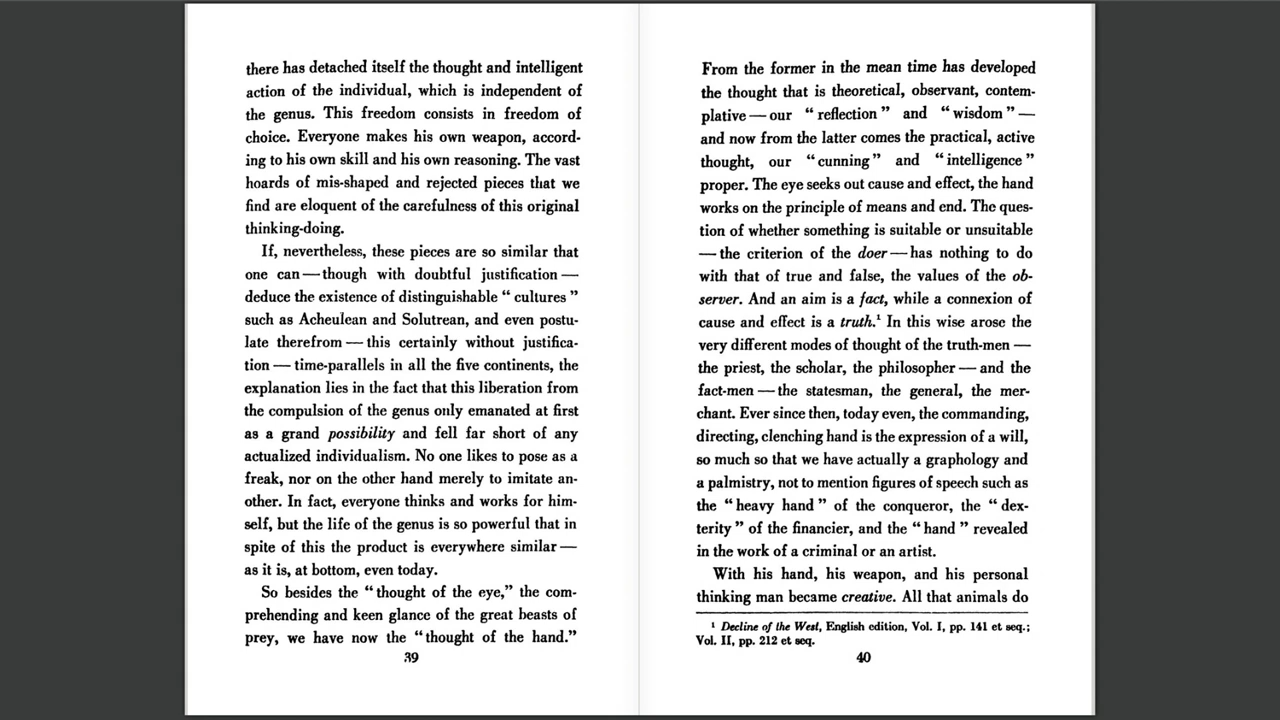 there has detached itself the thought and intelligent
action of the individual, which is independent of
the genus. This freedom consists in freedom of
choice. Everyone makes his own weapon, accord-
ing to his own skill and his own reasoning. The vast
hoards of mis-shaped and rejected pieces that we
find are eloquent of the carefulness of this original
thinking-doing.
If, nevertheless, these pieces are so similar that
one can — though with doubtful justification —
deduce the existence of distinguishable “ cultures ”
such as Acheulean and Solutrean, and even postu-
late therefrom — this certainly without justifica-
tion — time-parallels in all the five continents, the
explanation lies in the fact that this liberation from
the compulsion of the genus only emanated at first
as a grand possibility and fell far short of any
actualized individualism. No one likes to pose as a
freak, nor on the other hand merely to imitate an-
other. In fact, everyone thinks and works for him-
self, but the life of the genus is so powerful that in
spite of this the product is everywhere similar —
as it is, at bottom, even today.
So besides the “ thought of the eye,” the com-
prehending and keen glance of the great beasts of
prey, we have now the “ thought of the hand.”
39
From the former in the mean time has developed
the thought that is theoretical, observant, contem-
plative — our “ reflection ” and “ wisdom ” —
and now from the latter comes the practical, active
thought, our “ cunning ” and “ intelligence ”
proper. The eye seeks out cause and effect, the hand
works on the principle of means and end. The ques-
tion of whether something is suitable or unsuitable
— the criterion of the doer — has nothing to do
with that of true and false, the values of the ob-
server. And an aim is a fact, while a connexion of
cause and effect is a truth.¹ In this wise arose the
very different modes of thought of the truth-men —
the priest, the scholar, the philosopher — and the
fact-men — the statesman, the general, the mer-
chant. Ever since then, today even, the commanding,
directing, clenching hand is the expression of a will,
so much so that we have actually a graphology and
a palmistry, not to mention figures of speech such as
the “ heavy hand ” of the conqueror, the “ dex-
terity ” of the financier, and the “ hand ” revealed
in the work of a criminal or an artist.
With his hand, his weapon, and his personal
thinking man became creative. All that animals do
¹ Decline of the West, English edition, Vol. I, pp. 141 et seq.;
Vol. II, pp. 212 et seq.
40